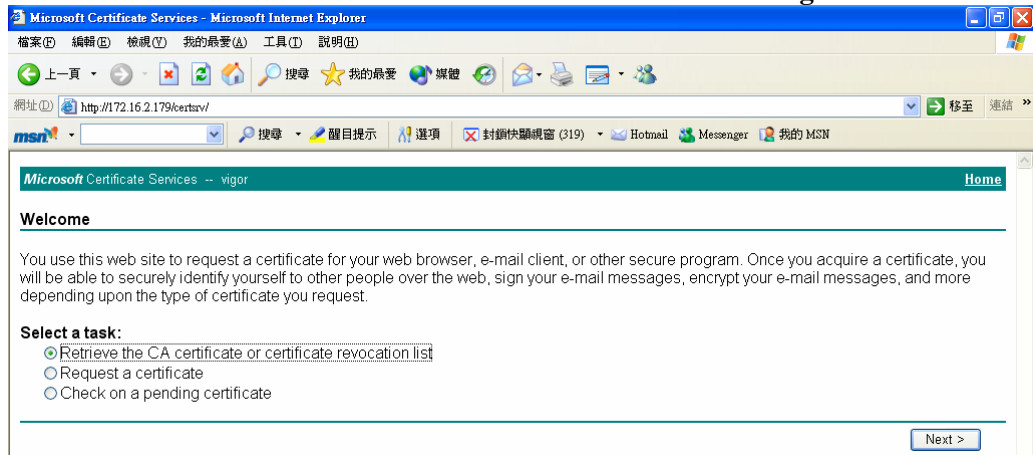 Microsoft Certificate Services - Microsoft Internet Explorer
檔案(F) 編輯(E) 檢視(V) 我的最愛(A) 工具(T) 說明(H)
上一頁 搜尋 我的最愛 媒體
網址(D) http://172.16.2.179/certsrv/ 移至 連結 »
msn 搜尋 醒目提示 選項 封鎖快顯視窗 (319) Hotmail Messenger 我的 MSN
Microsoft Certificate Services -- vigor Home
Welcome
You use this web site to request a certificate for your web browser, e-mail client, or other secure program. Once you acquire a certificate, you
will be able to securely identify yourself to other people over the web, sign your e-mail messages, encrypt your e-mail messages, and more
depending upon the type of certificate you request.
Select a task:
Retrieve the CA certificate or certificate revocation list
Request a certificate
Check on a pending certificate
Next >